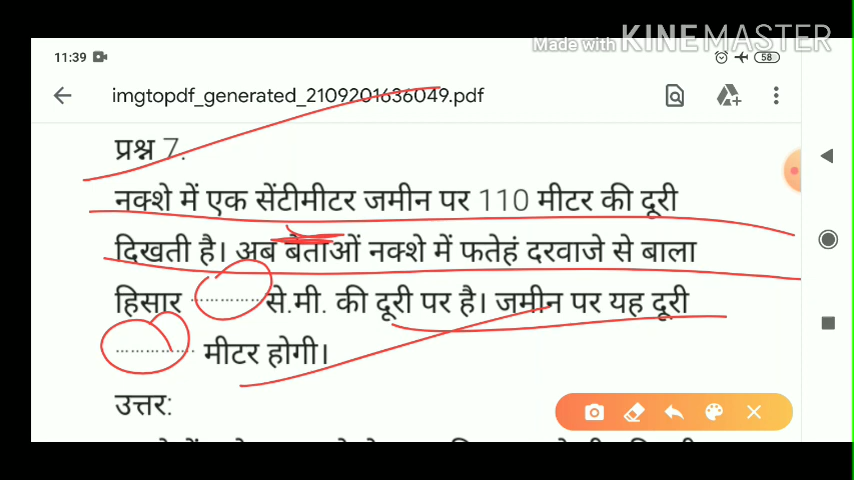 Made with KINEMASTER
11:39 58
imgtopdf_generated_2109201636049.pdf
प्रश्न 7.
नक्शे में एक सेंटीमीटर जमीन पर 110 मीटर की दूरी
दिखती है। अब बैताओं नक्शे में फतेहं दरवाजे से बाला
हिसार ............ से.मी. की दूरी पर है। जमीन पर यह दूरी
.............. मीटर होगी।
उत्तर: